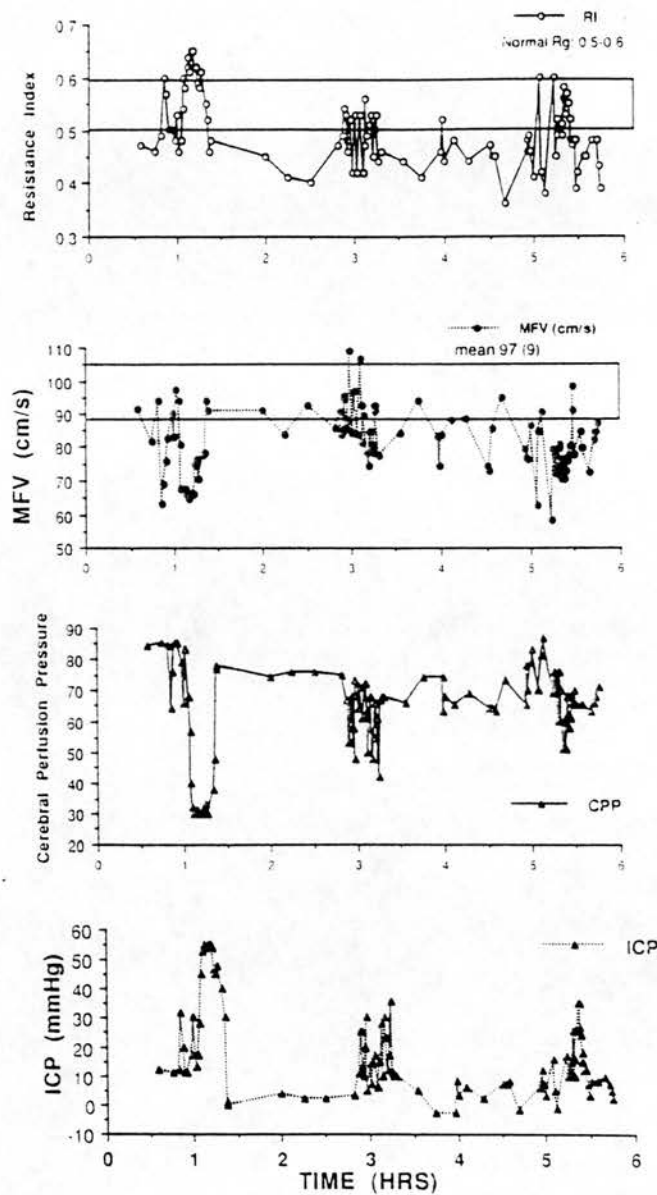 RI
Normal Rg: 0.5-0.6
Resistance Index
0.7
0.6
0.5
0.4
0.3
0 1 2 3 4 5 6
MFV (cm/s)
mean 97 (9)
MFV (cm/s)
110
100
90
80
70
60
50
0 1 2 3 4 5 6
Cerebral Perfusion Pressure
90
80
70
60
50
40
30
20
CPP
0 1 2 3 4 5 6
ICP
ICP (mmHg)
60
50
40
30
20
10
0
-10
0 1 2 3 4 5 6
TIME (HRS)